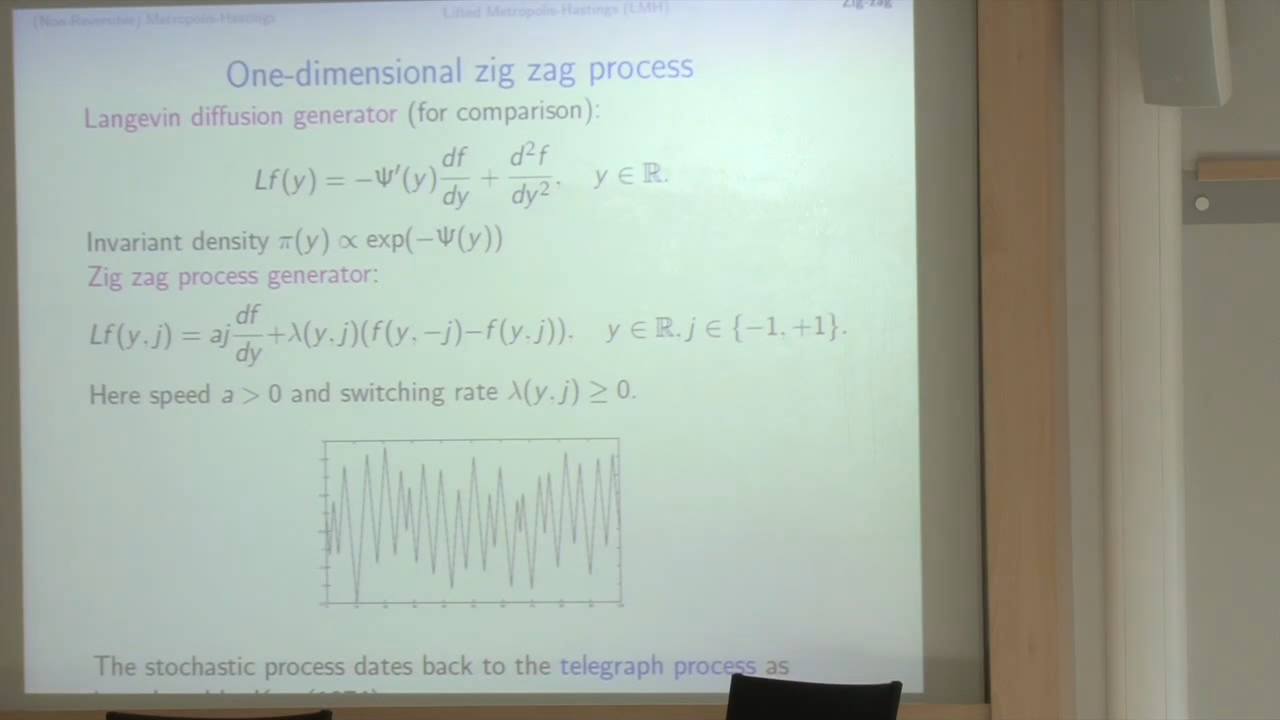 (Non-Reversible) Metropolis-Hastings Lifted Metropolis-Hastings (LMH) Zig-zag
One-dimensional zig zag process
Langevin diffusion generator (for comparison):
Lf(y) = −Ψ′(y) df/dy + d²f/dy², y ∈ ℝ.
Invariant density π(y) ∝ exp(−Ψ(y))
Zig zag process generator:
Lf(y, j) = aj df/dy + λ(y, j)(f(y, −j) − f(y, j)), y ∈ ℝ, j ∈ {−1, +1}.
Here speed a > 0 and switching rate λ(y, j) ≥ 0.
The stochastic process dates back to the telegraph process as